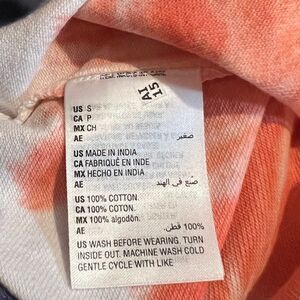 AI
15
US S
CA P
MX CH
AE صغير
US MADE IN INDIA
CA FABRIQUÉ EN INDE
MX HECHO EN INDIA
AE صنع في الهند
US 100% COTTON.
CA 100% COTON.
MX 100% algodón.
AE 100% قطن.
US WASH BEFORE WEARING. TURN
INSIDE OUT. MACHINE WASH COLD
GENTLE CYCLE WITH LIKE